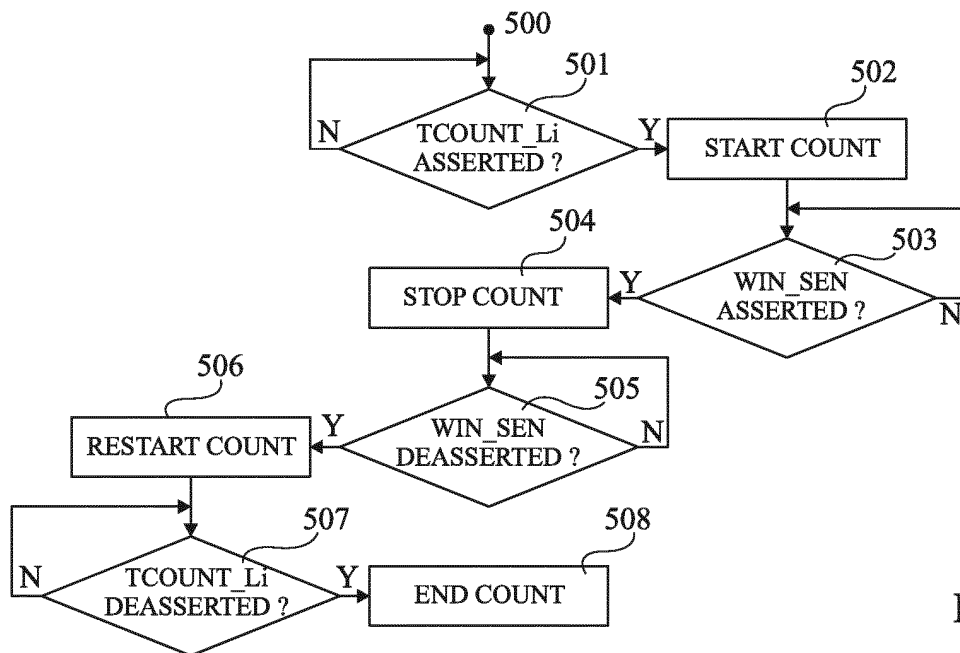 500
501
N
TCOUNT_Li
ASSERTED ?
Y
502
START COUNT
503
WIN_SEN
ASSERTED ?
Y
N
504
STOP COUNT
505
WIN_SEN
DEASSERTED ?
Y
N
506
RESTART COUNT
507
N
TCOUNT_Li
DEASSERTED ?
Y
508
END COUNT